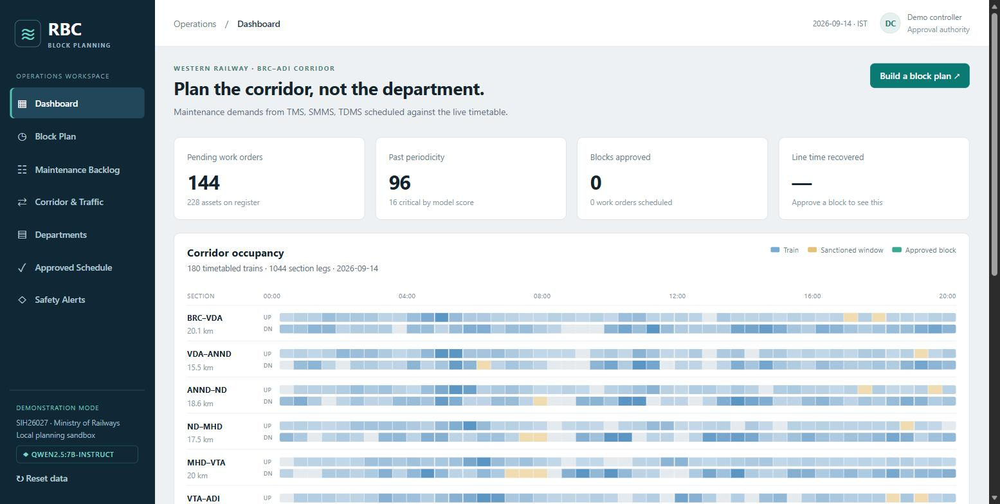 RBC
BLOCK PLANNING
OPERATIONS WORKSPACE
Dashboard
Block Plan
Maintenance Backlog
Corridor & Traffic
Departments
Approved Schedule
Safety Alerts
DEMONSTRATION MODE
SIH26027 · Ministry of Railways
Local planning sandbox
◆ QWEN2.5:7B-INSTRUCT
↻ Reset data
Operations / Dashboard
2026-09-14 · IST
DC
Demo controller
Approval authority
WESTERN RAILWAY · BRC–ADI CORRIDOR
Plan the corridor, not the department.
Maintenance demands from TMS, SMMS, TDMS scheduled against the live timetable.
Build a block plan ↗
Pending work orders
144
228 assets on register
Past periodicity
96
16 critical by model score
Blocks approved
0
0 work orders scheduled
Line time recovered
—
Approve a block to see this
Corridor occupancy
180 timetabled trains · 1044 section legs · 2026-09-14
Train Sanctioned window Approved block
SECTION 00:00 04:00 08:00 12:00 16:00 20:00
BRC–VDA UP
20.1 km DN
VDA–ANND UP
15.5 km DN
ANND–ND UP
18.6 km DN
ND–MHD UP
17.5 km DN
MHD–VTA UP
20 km DN
VTA–ADI UP